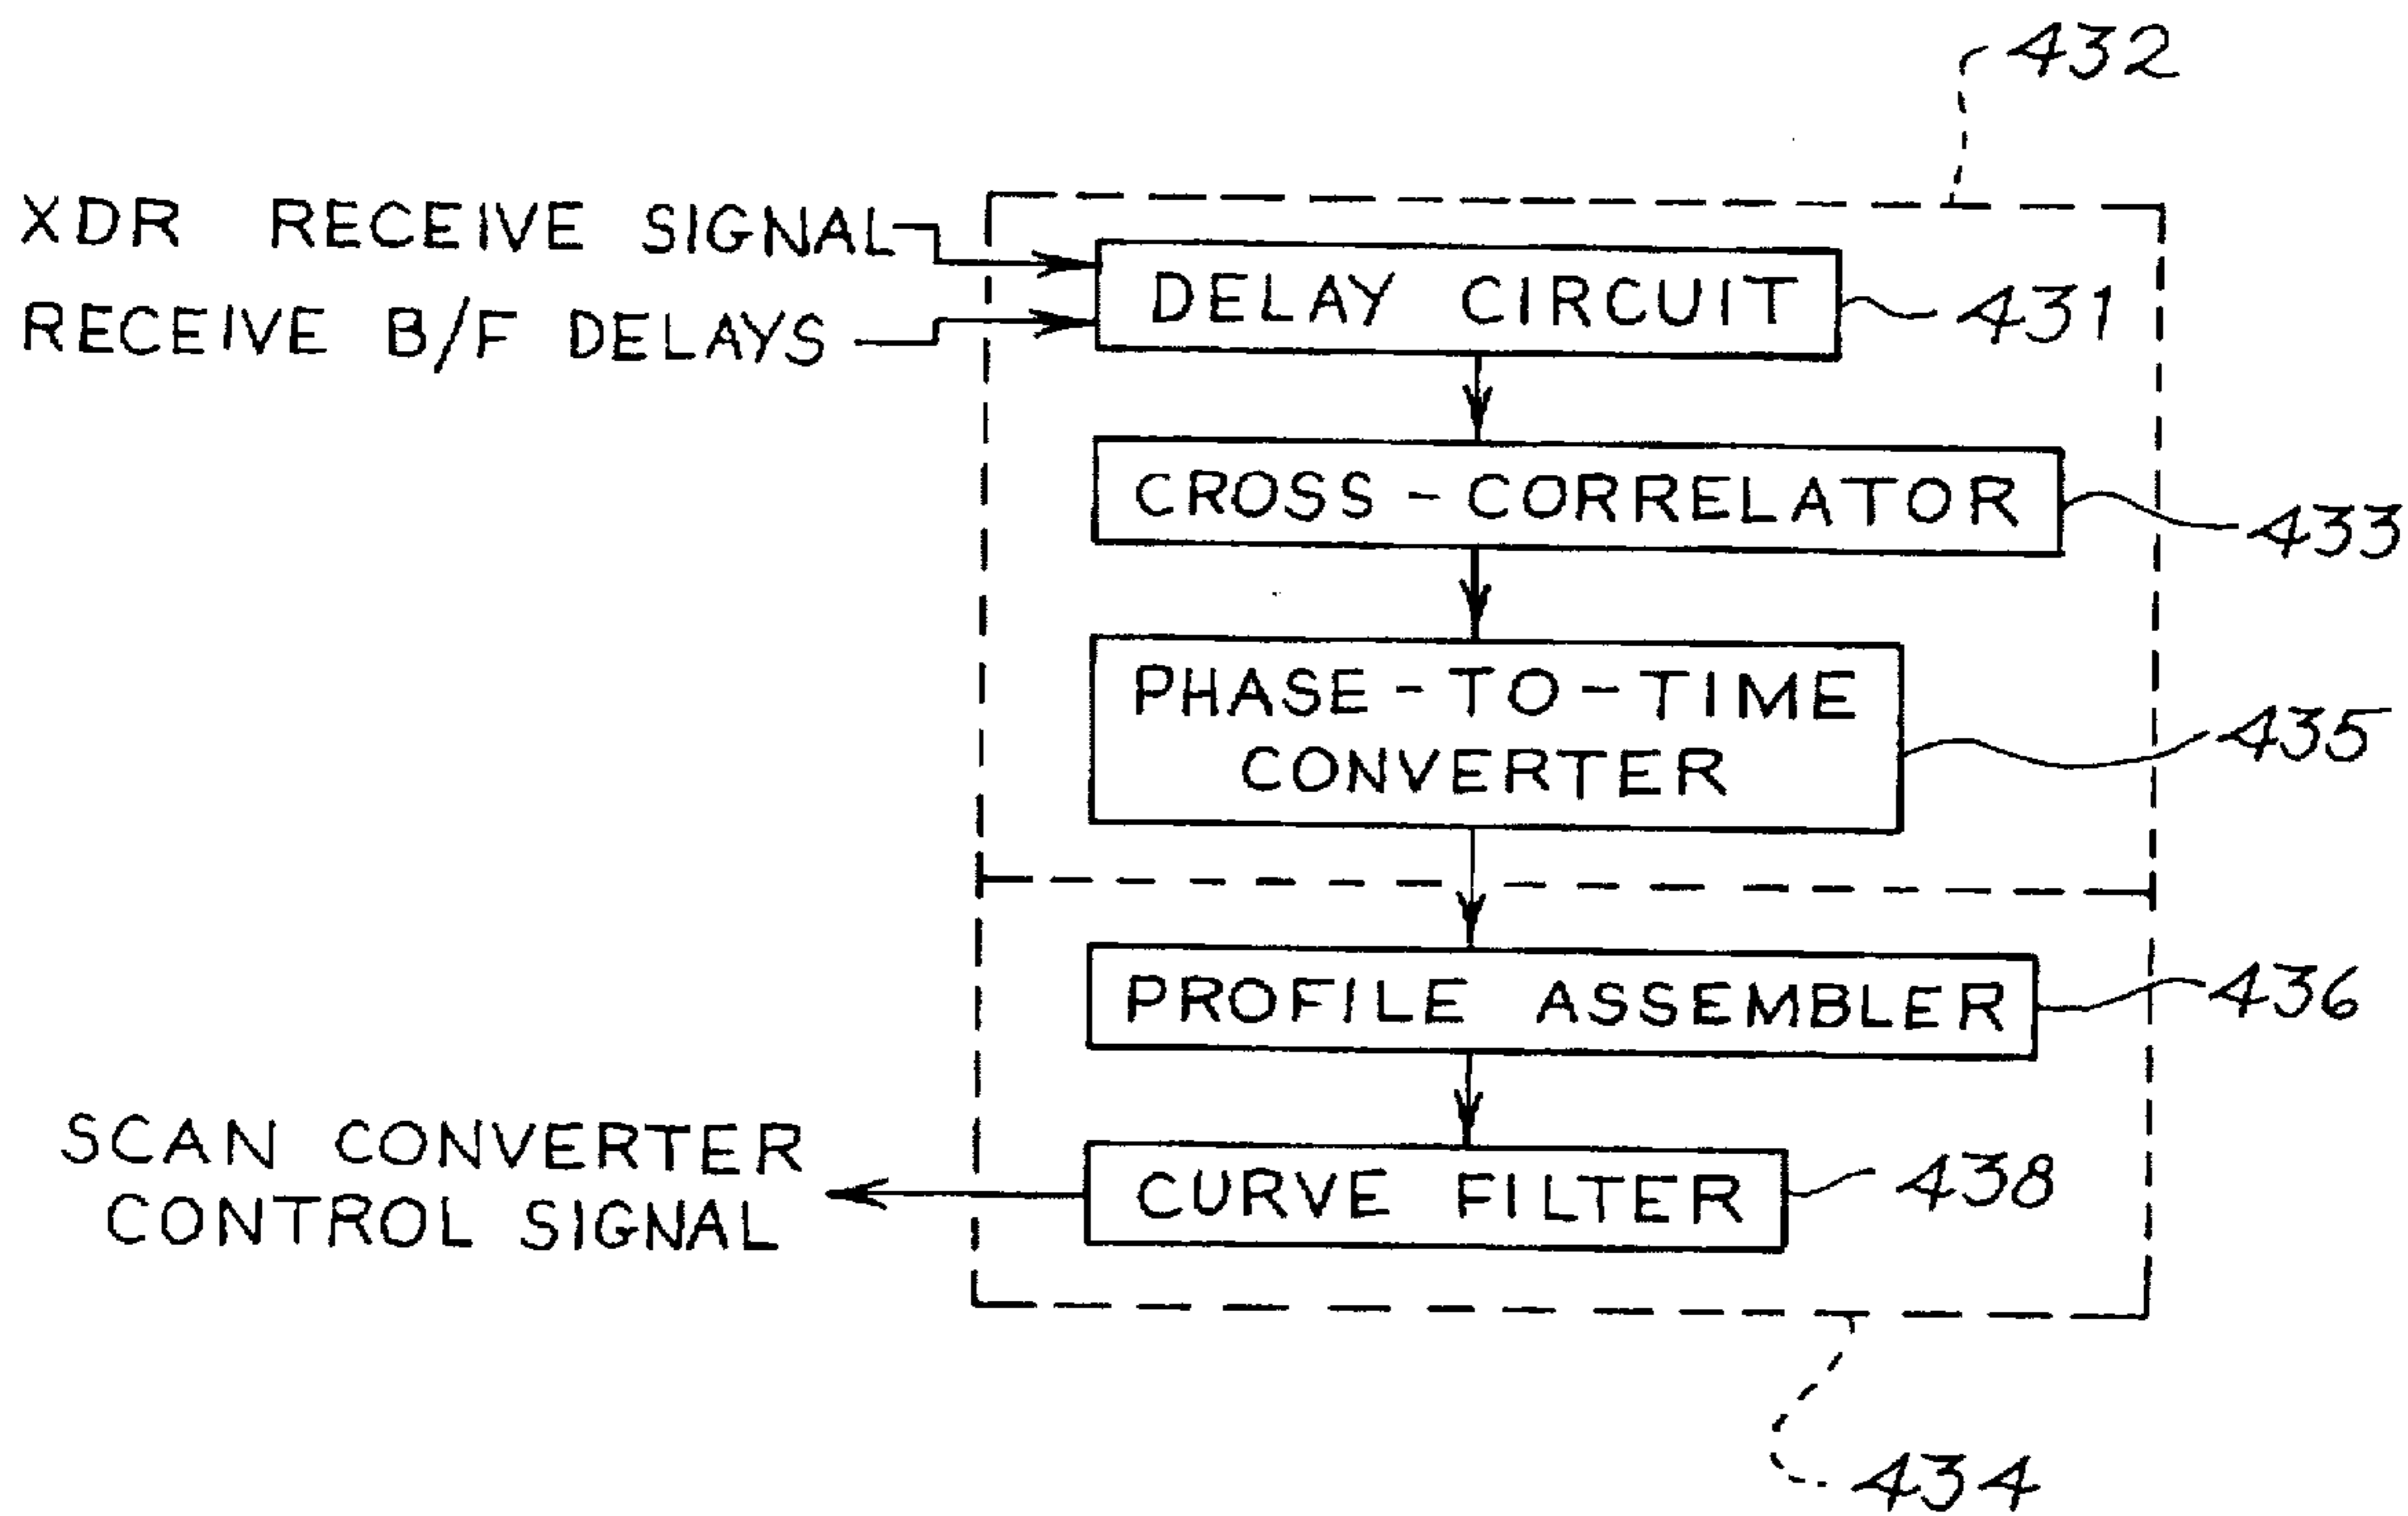 432
XDR RECEIVE SIGNAL
RECEIVE B/F DELAYS
DELAY CIRCUIT
431
CROSS-CORRELATOR
433
PHASE-TO-TIME
CONVERTER
435
PROFILE ASSEMBLER
436
SCAN CONVERTER
CONTROL SIGNAL
CURVE FILTER
438
434